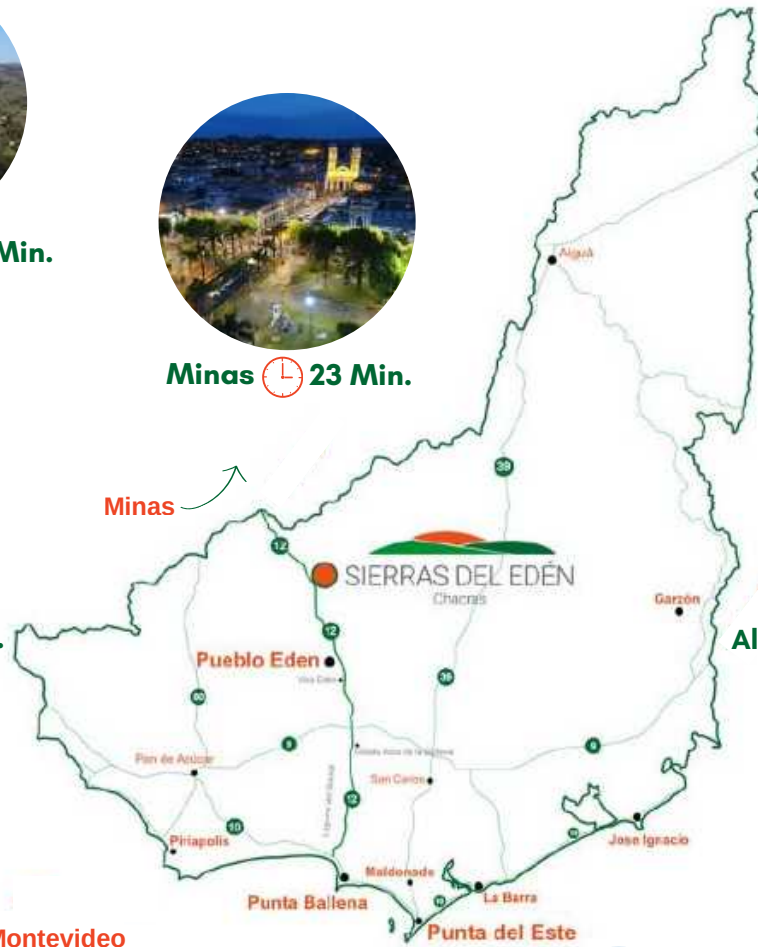 Min.
Minas 23 Min.
Aiguá
39
Minas
12
SIERRAS DEL EDÉN
Chacras
Garzón
12
.
Al
Pueblo Eden
39
60
9
9
Pan de Azúcar
San Carlos
12
10
Jose Ignacio
Piriapolis
10
Maldonado
Punta Ballena
La Barra
10
Punta del Este
Montevideo